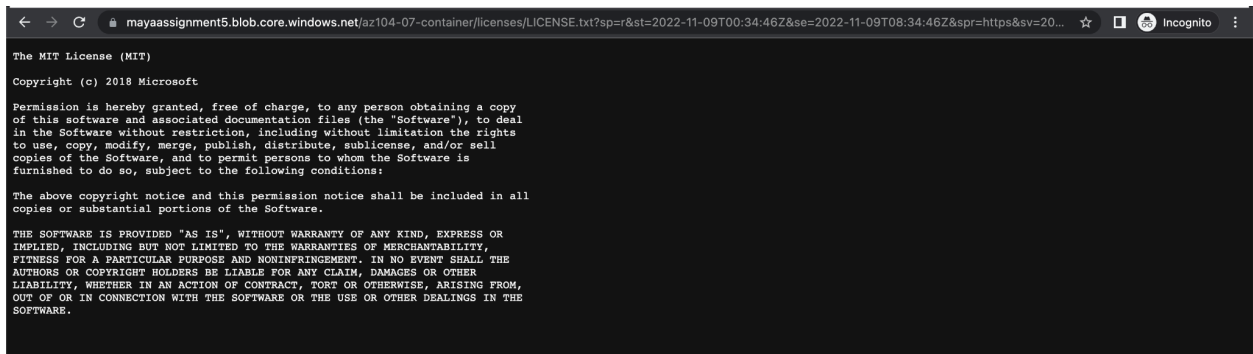 mayaassignment5.blob.core.windows.net/az104-07-container/licenses/LICENSE.txt?sp=r&st=2022-11-09T00:34:46Z&se=2022-11-09T08:34:46Z&spr=https&sv=20... Incognito
The MIT License (MIT)
Copyright (c) 2018 Microsoft
Permission is hereby granted, free of charge, to any person obtaining a copy
of this software and associated documentation files (the "Software"), to deal
in the Software without restriction, including without limitation the rights
to use, copy, modify, merge, publish, distribute, sublicense, and/or sell
copies of the Software, and to permit persons to whom the Software is
furnished to do so, subject to the following conditions:
The above copyright notice and this permission notice shall be included in all
copies or substantial portions of the Software.
THE SOFTWARE IS PROVIDED "AS IS", WITHOUT WARRANTY OF ANY KIND, EXPRESS OR
IMPLIED, INCLUDING BUT NOT LIMITED TO THE WARRANTIES OF MERCHANTABILITY,
FITNESS FOR A PARTICULAR PURPOSE AND NONINFRINGEMENT. IN NO EVENT SHALL THE
AUTHORS OR COPYRIGHT HOLDERS BE LIABLE FOR ANY CLAIM, DAMAGES OR OTHER
LIABILITY, WHETHER IN AN ACTION OF CONTRACT, TORT OR OTHERWISE, ARISING FROM,
OUT OF OR IN CONNECTION WITH THE SOFTWARE OR THE USE OR OTHER DEALINGS IN THE
SOFTWARE.